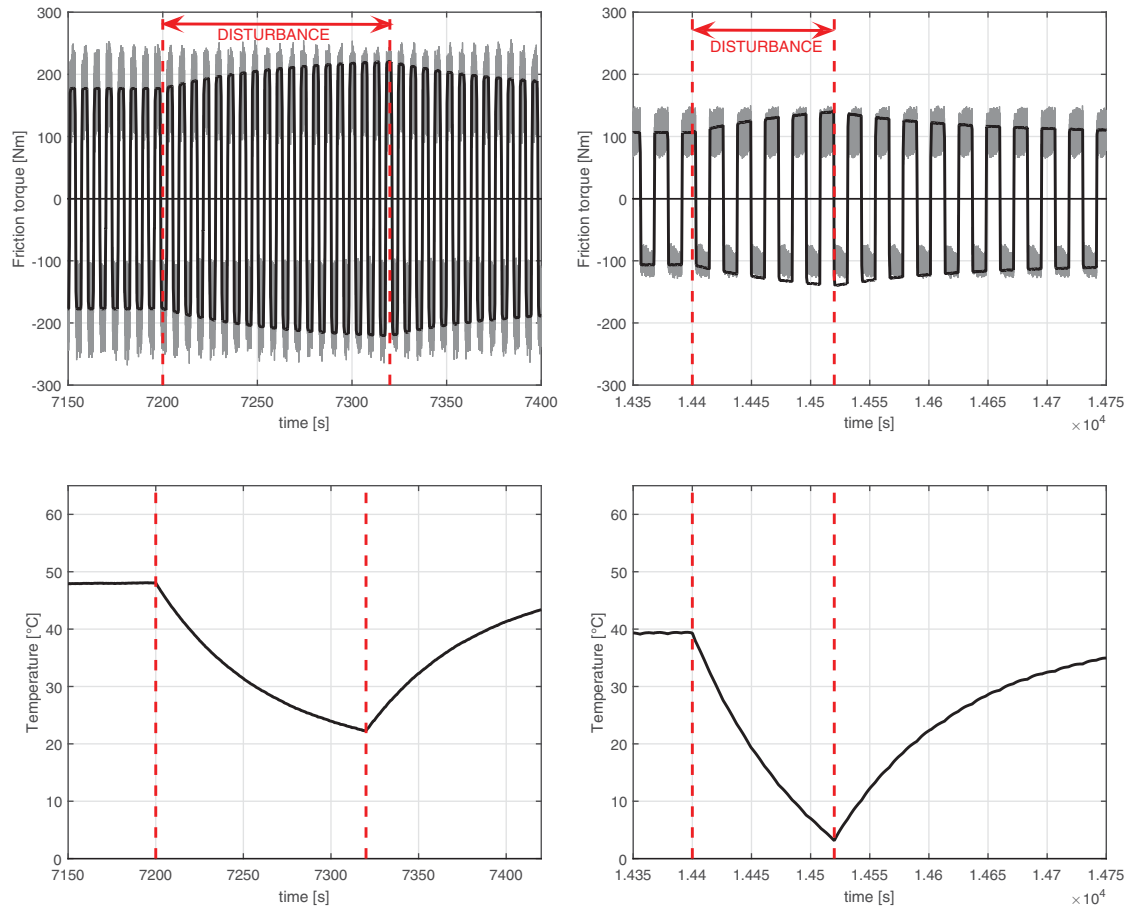 DISTURBANCE
300
200
100
0
-100
-200
-300
Friction torque [Nm]
7150 7200 7250 7300 7350 7400
time [s]
DISTURBANCE
300
200
100
0
-100
-200
-300
Friction torque [Nm]
1.435 1.44 1.445 1.45 1.455 1.46 1.465 1.47 1.475
time [s]
×10⁴
60
50
40
30
20
10
0
Temperature [°C]
7150 7200 7250 7300 7350 7400
time [s]
60
50
40
30
20
10
0
Temperature [°C]
1.435 1.44 1.445 1.45 1.455 1.46 1.465 1.47 1.475
time [s]
×10⁴